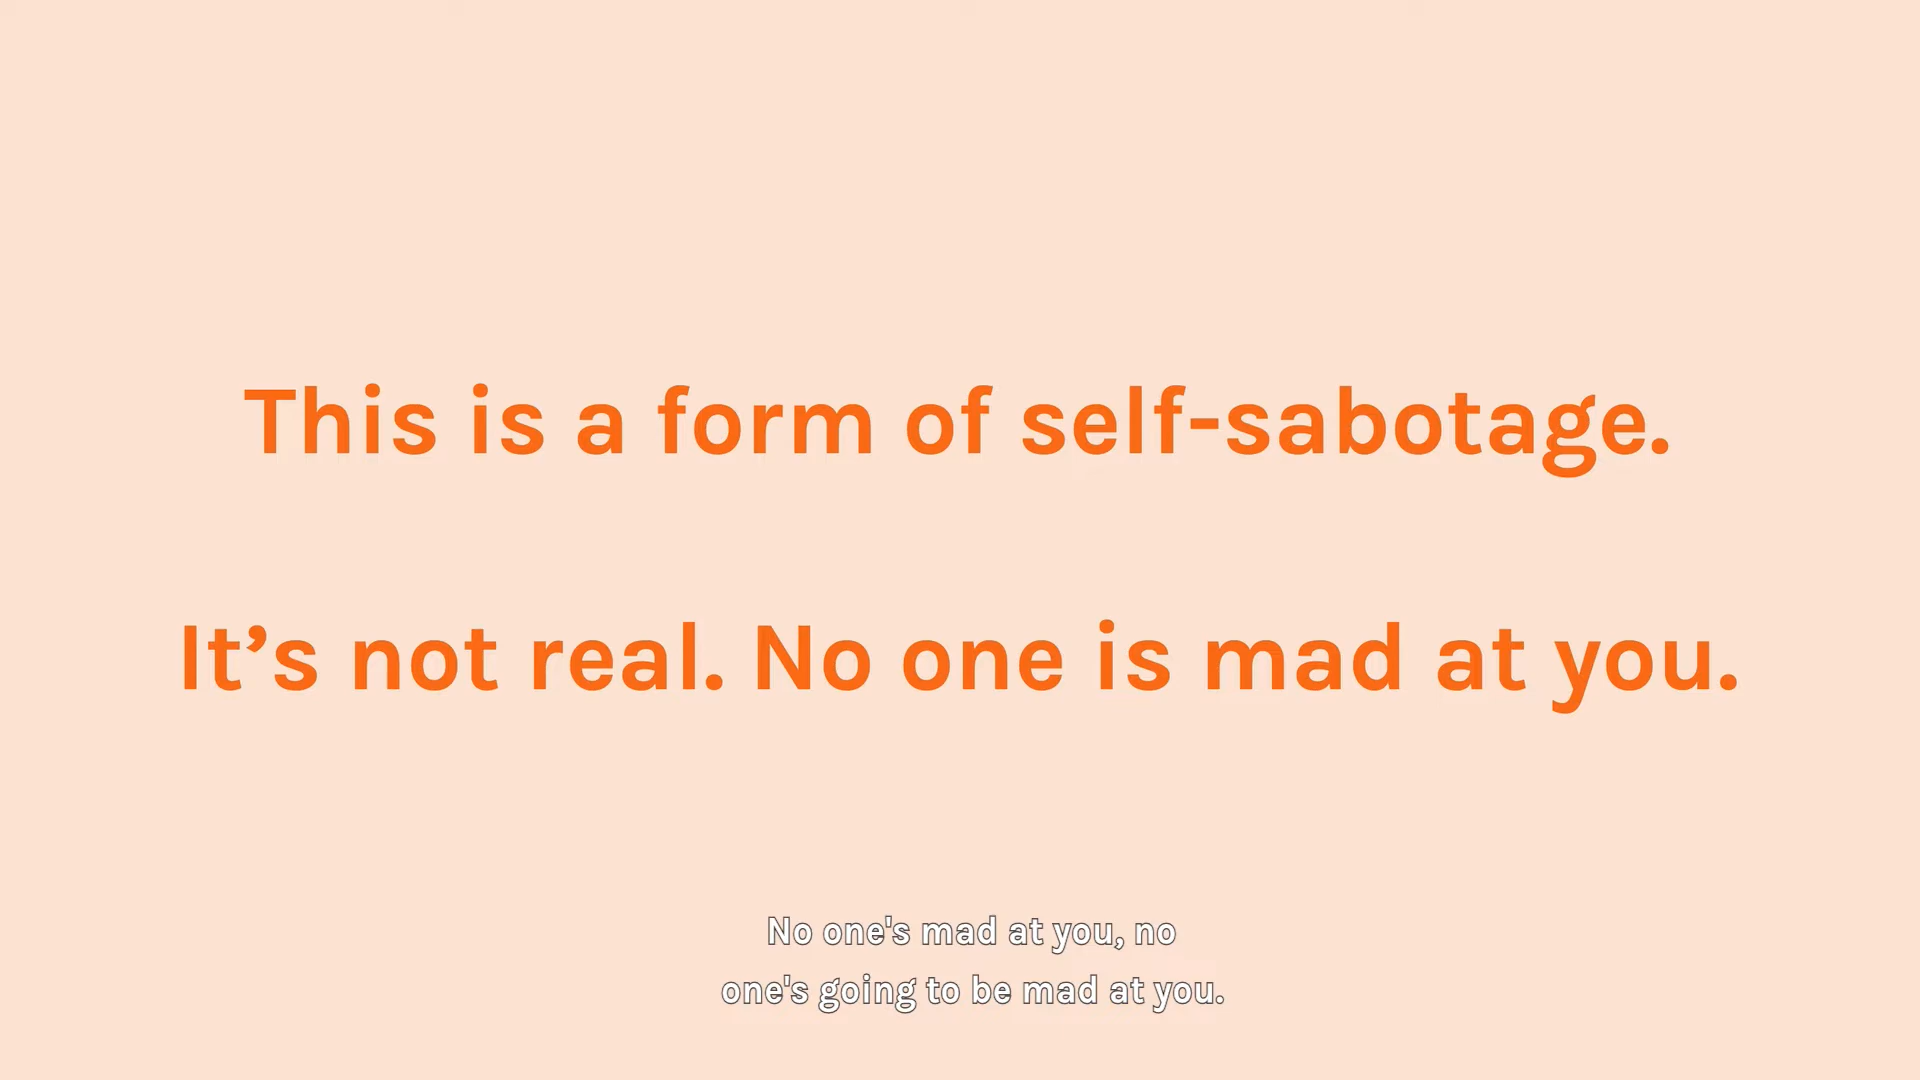 This is a form of self-sabotage.
It’s not real. No one is mad at you.
No one's mad at you, no
one's going to be mad at you.